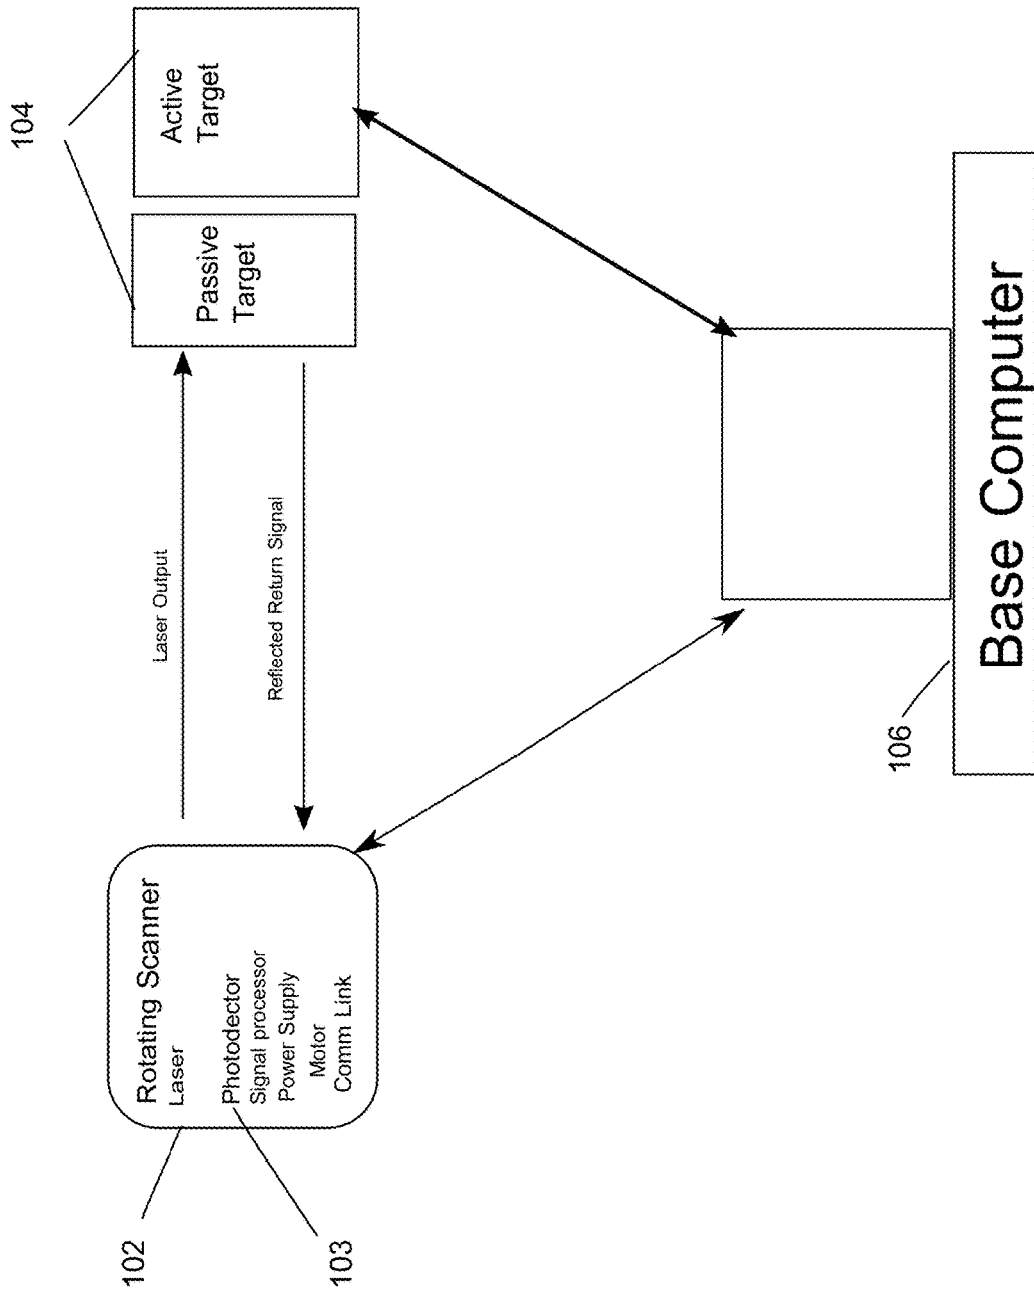 102
103
Rotating Scanner
Laser
Photodector
Signal processor
Power Supply
Motor
Comm Link
Laser Output
Reflected Return Signal
104
Passive
Target
Active
Target
106
Base Computer